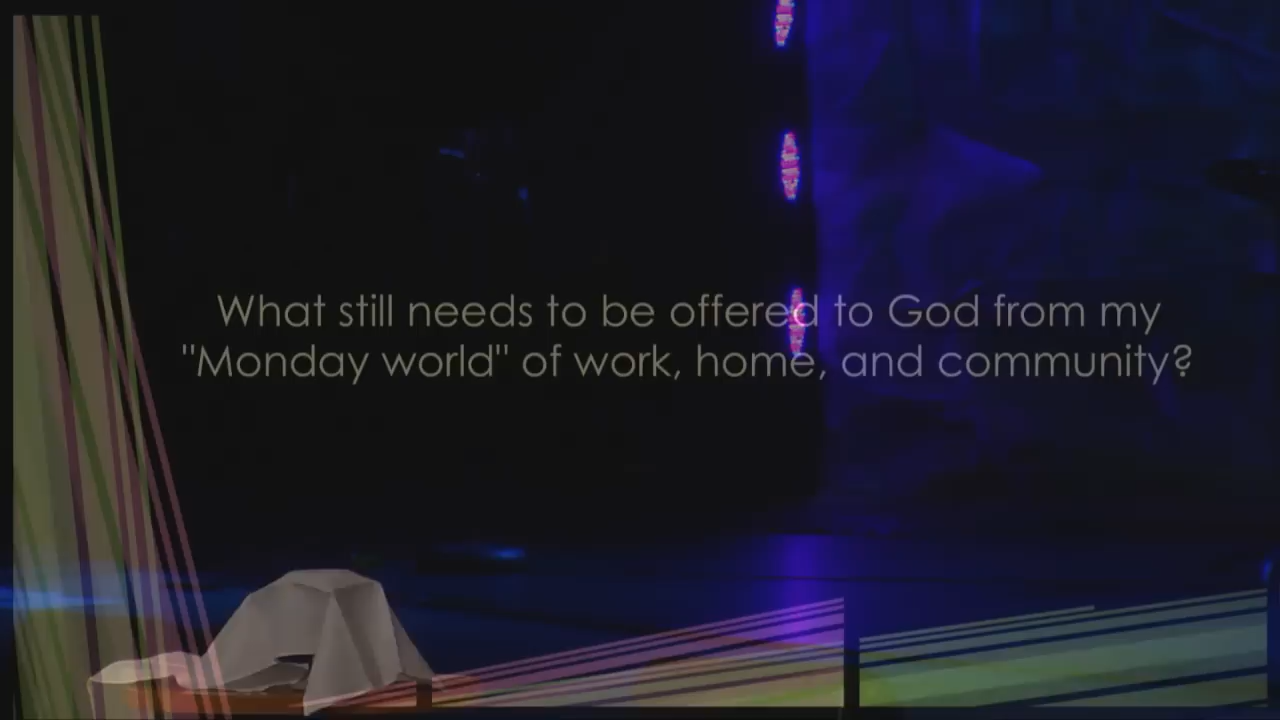 What still needs to be offered to God from my
"Monday world" of work, home, and community?